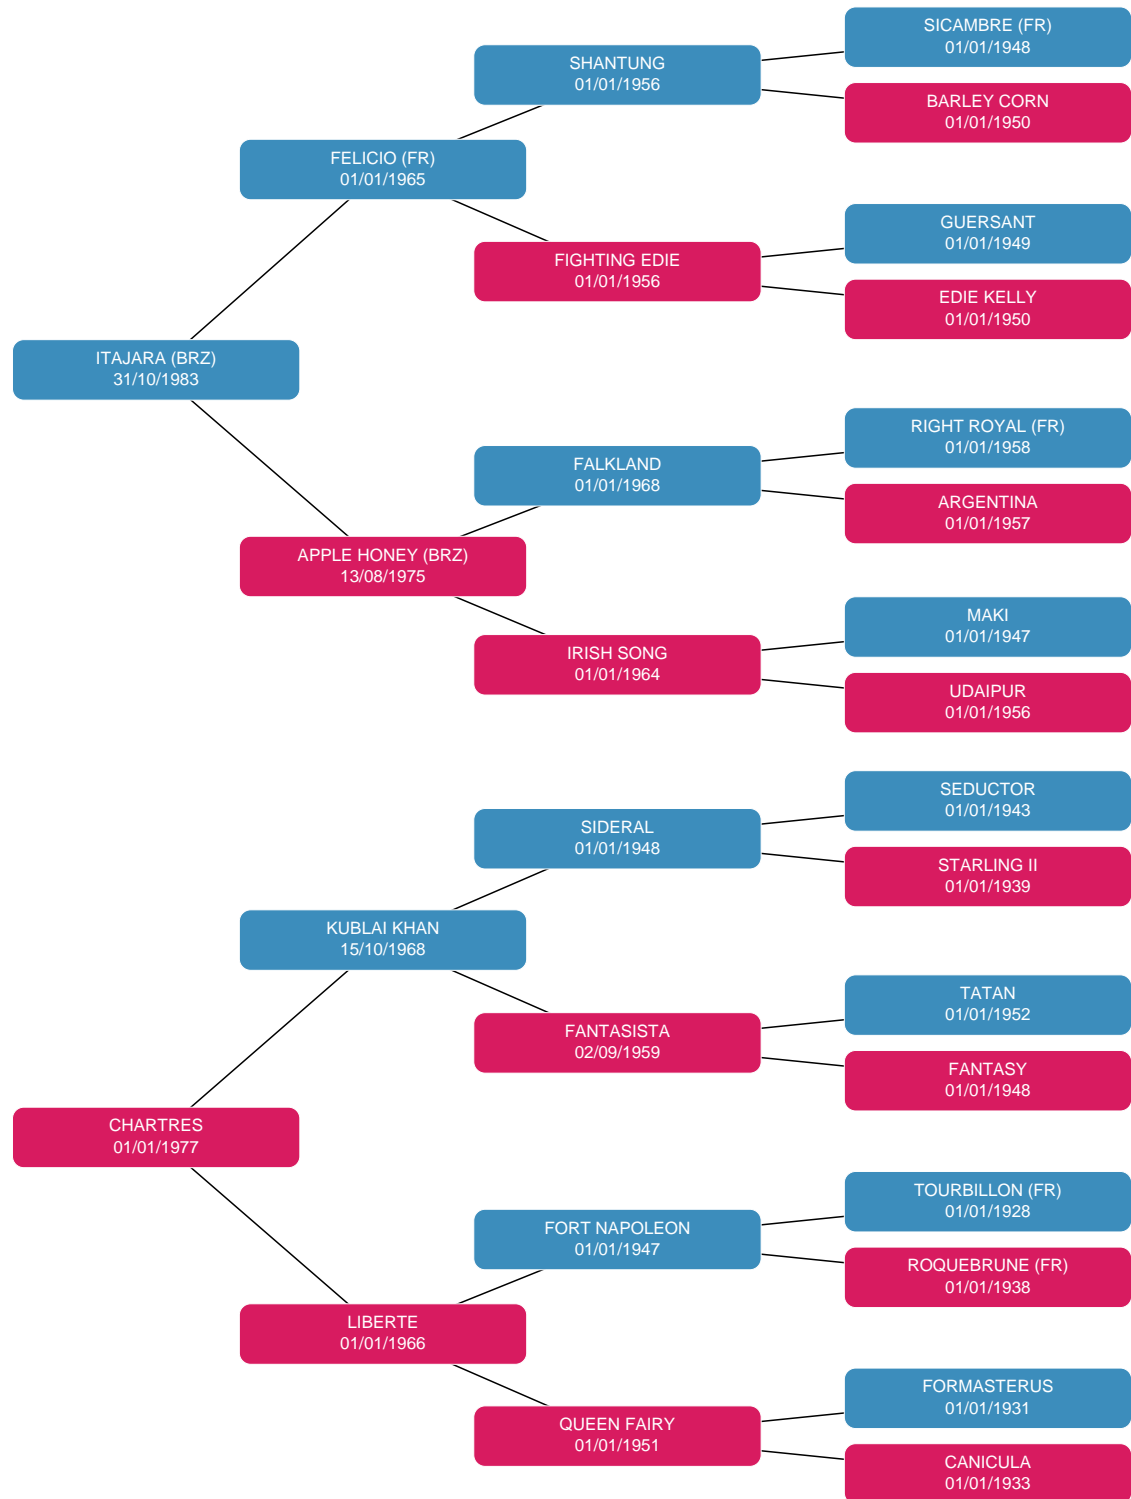 SICAMBRE (FR)
01/01/1948
SHANTUNG
01/01/1956
BARLEY CORN
01/01/1950
FELICIO (FR)
01/01/1965
GUERSANT
01/01/1949
FIGHTING EDIE
01/01/1956
EDIE KELLY
01/01/1950
ITAJARA (BRZ)
31/10/1983
RIGHT ROYAL (FR)
01/01/1958
FALKLAND
01/01/1968
ARGENTINA
01/01/1957
APPLE HONEY (BRZ)
13/08/1975
MAKI
01/01/1947
IRISH SONG
01/01/1964
UDAIPUR
01/01/1956
SEDUCTOR
01/01/1943
SIDERAL
01/01/1948
STARLING II
01/01/1939
KUBLAI KHAN
15/10/1968
TATAN
01/01/1952
FANTASISTA
02/09/1959
FANTASY
01/01/1948
CHARTRES
01/01/1977
TOURBILLON (FR)
01/01/1928
FORT NAPOLEON
01/01/1947
ROQUEBRUNE (FR)
01/01/1938
LIBERTE
01/01/1966
FORMASTERUS
01/01/1931
QUEEN FAIRY
01/01/1951
CANICULA
01/01/1933